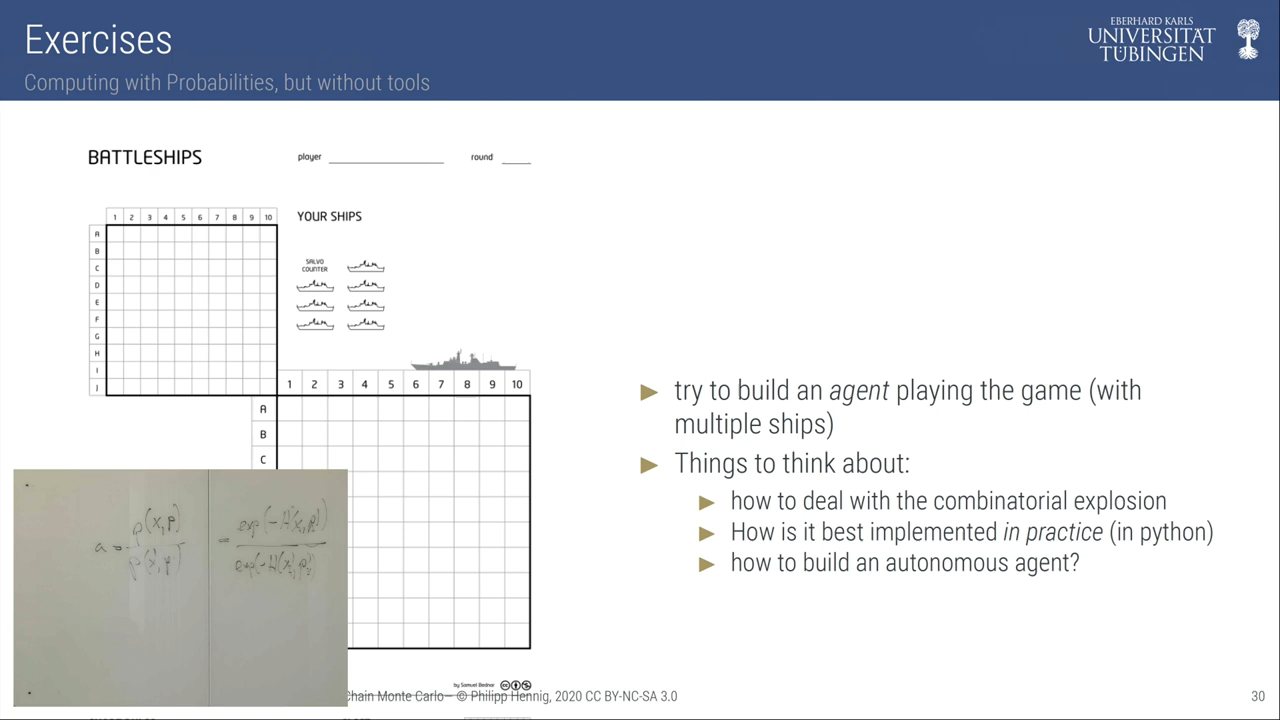 Exercises
Computing with Probabilities, but without tools
EBERHARD KARLS
UNIVERSITÄT
TÜBINGEN
BATTLESHIPS
player
round
1 2 3 4 5 6 7 8 9 10
A
B
C
D
E
F
G
H
I
J
YOUR SHIPS
SALVO
COUNTER
1 2 3 4 5 6 7 8 9 10
A
B
C
try to build an agent playing the game (with
multiple ships)
Things to think about:
how to deal with the combinatorial explosion
How is it best implemented in practice (in python)
how to build an autonomous agent?
by Samuel Bednar
Chain Monte Carlo— © Philipp Hennig, 2020 CC BY-NC-SA 3.0
30